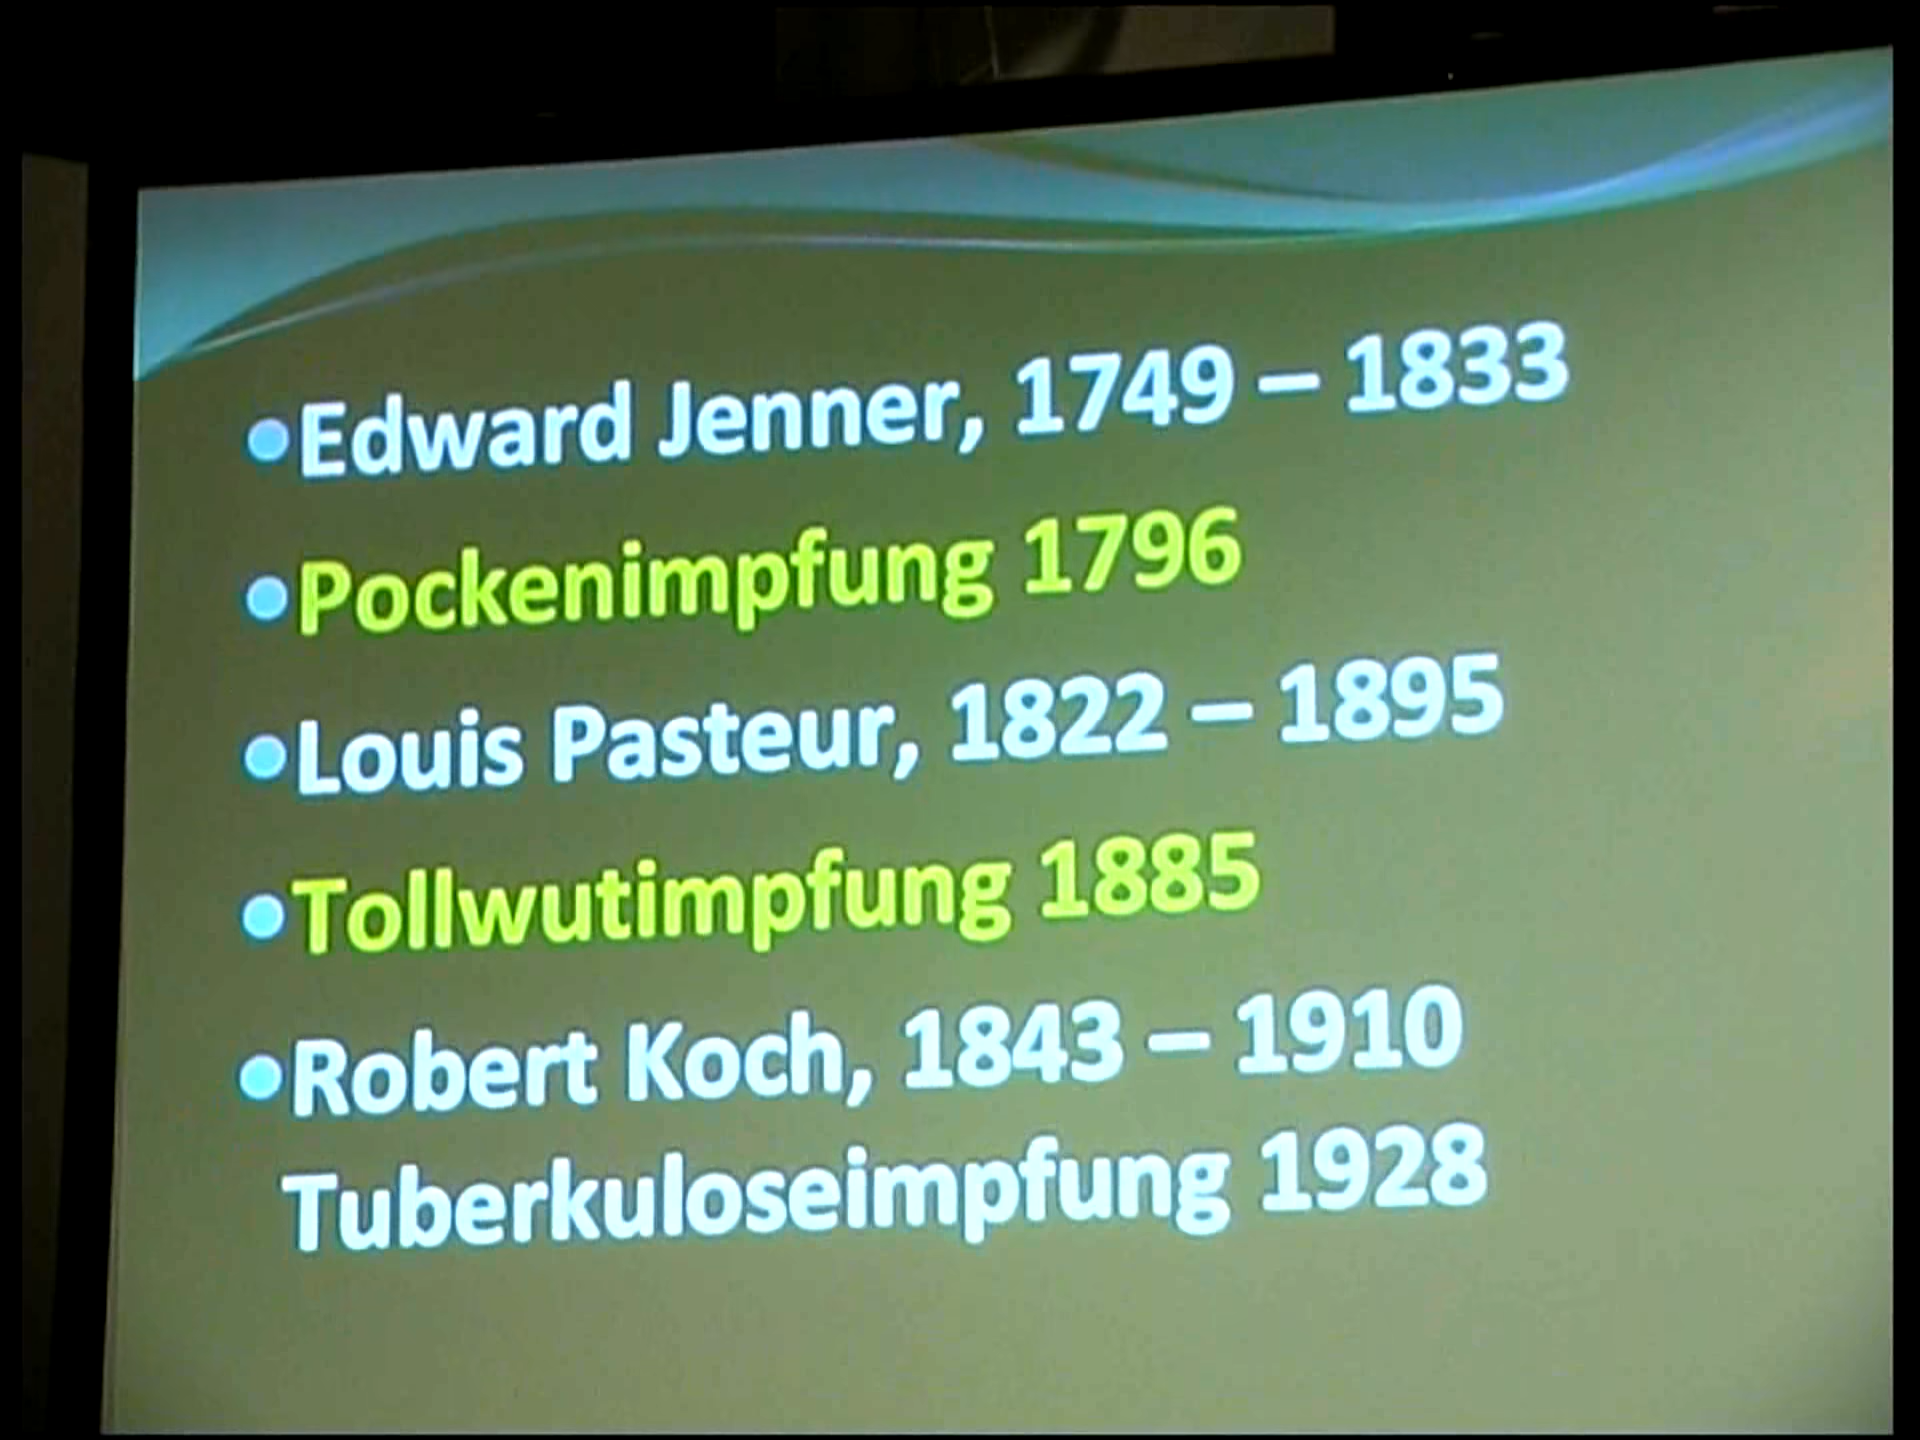 •Edward Jenner, 1749 – 1833
•Pockenimpfung 1796
•Louis Pasteur, 1822 – 1895
•Tollwutimpfung 1885
•Robert Koch, 1843 – 1910
Tuberkuloseimpfung 1928